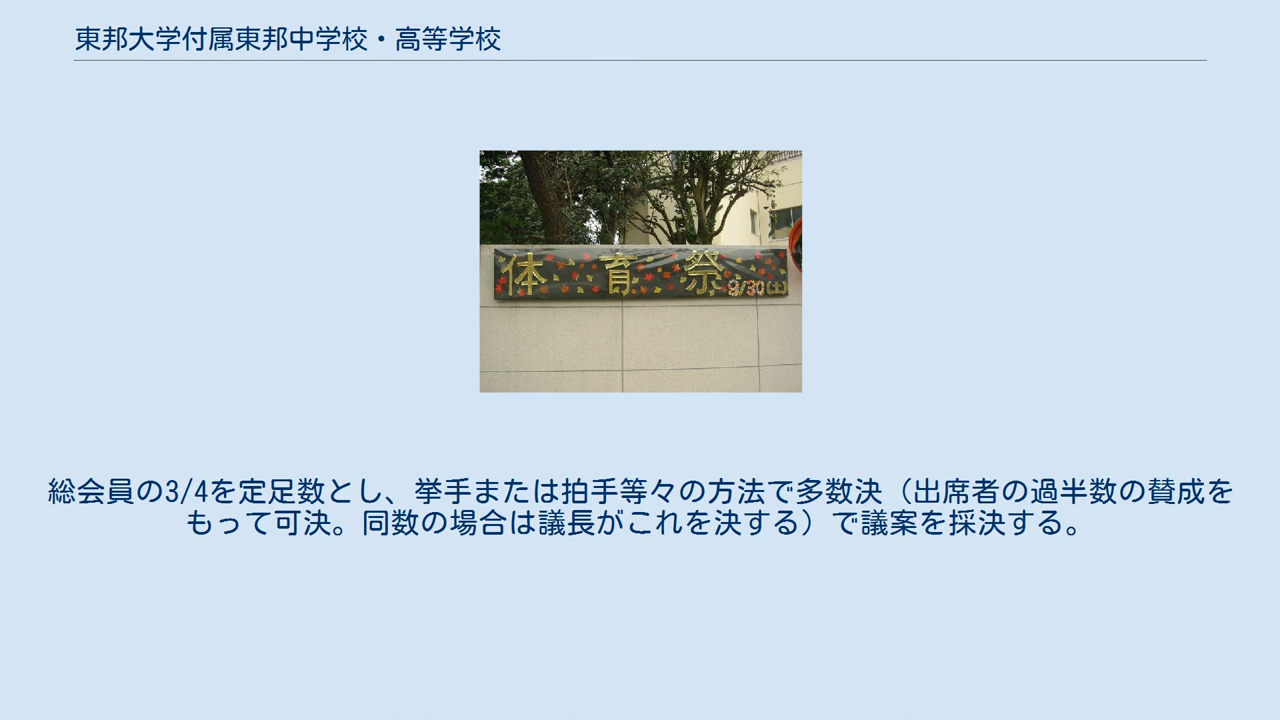 東邦大学付属東邦中学校・高等学校
体育祭
9/30(土)
総会員の3/4を定足数とし、挙手または拍手等々の方法で多数決（出席者の過半数の賛成を
もって可決。同数の場合は議長がこれを決する）で議案を採決する。